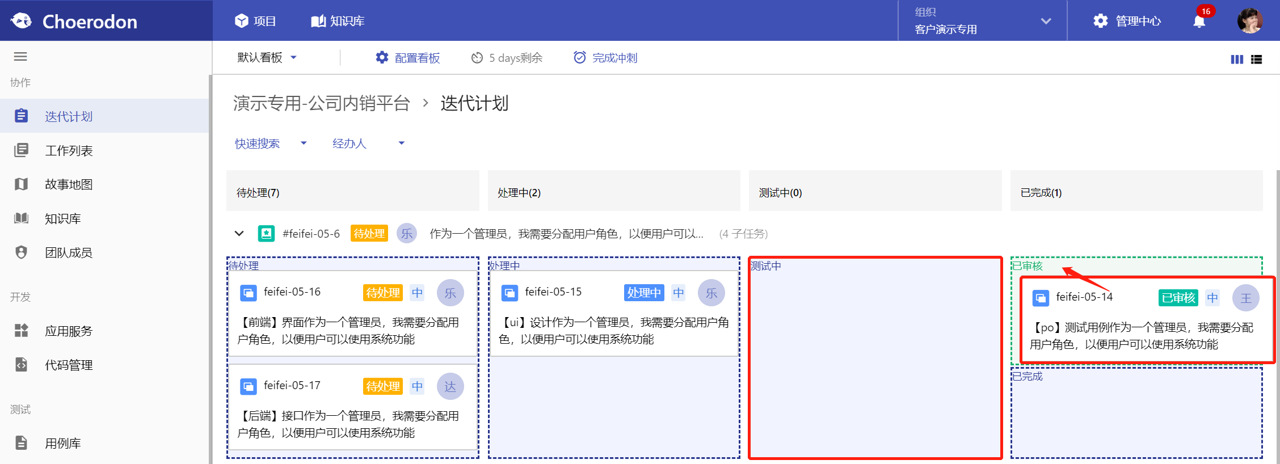 Choerodon
项目
知识库
组织
客户演示专用
管理中心
16
默认看板
配置看板
5 days剩余
完成冲刺
协作
迭代计划
工作列表
故事地图
知识库
团队成员
开发
应用服务
代码管理
测试
用例库
演示专用-公司内销平台 > 迭代计划
快速搜索
经办人
待处理(7)
处理中(2)
测试中(0)
已完成(1)
#feifei-05-6 待处理 乐 作为一个管理员，我需要分配用户角色，以便用户可以... (4 子任务)
待处理
feifei-05-16 待处理 中 乐
【前端】界面作为一个管理员，我需要分配用
户角色，以便用户可以使用系统功能
feifei-05-17 待处理 中 达
【后端】接口作为一个管理员，我需要分配用
户角色，以便用户可以使用系统功能
处理中
feifei-05-15 处理中 中 乐
【ui】设计作为一个管理员，我需要分配用户角
色，以便用户可以使用系统功能
测试中
已审核
feifei-05-14 已审核 中 王
【po】测试用例作为一个管理员，我需要分配
用户角色，以便用户可以使用系统功能
已完成